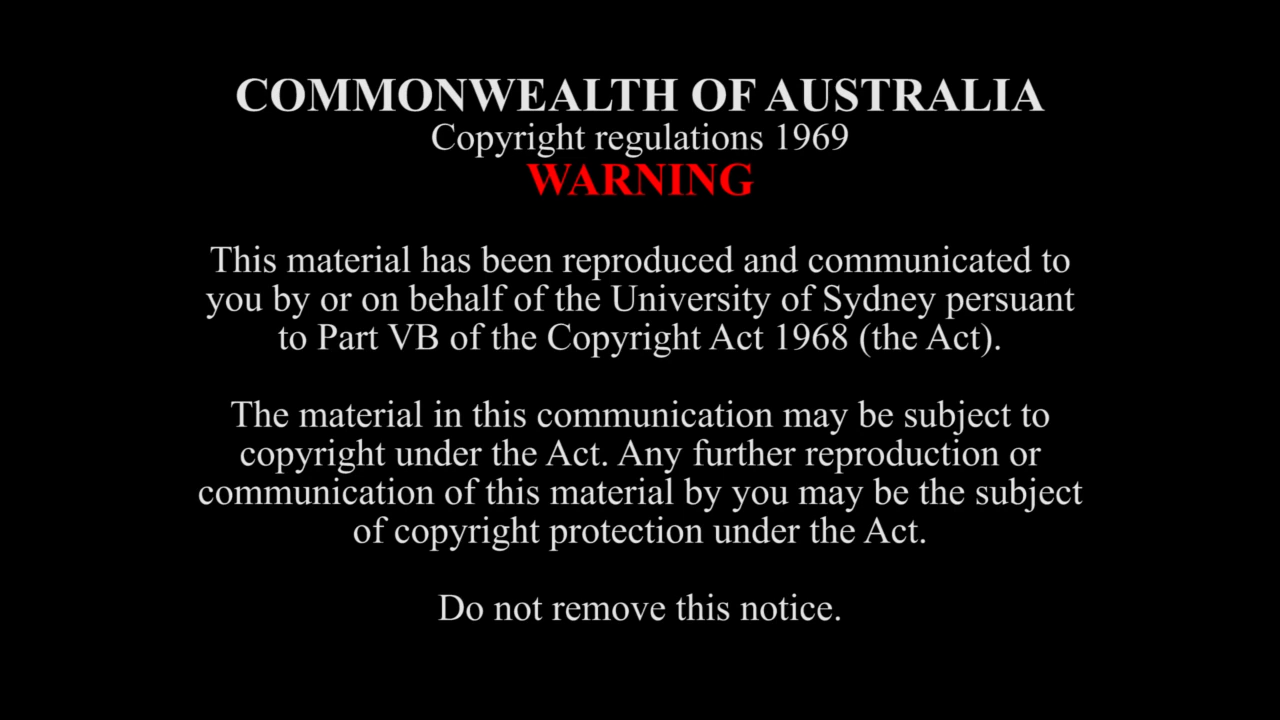 COMMONWEALTH OF AUSTRALIA
Copyright regulations 1969
WARNING
This material has been reproduced and communicated to
you by or on behalf of the University of Sydney persuant
to Part VB of the Copyright Act 1968 (the Act).
The material in this communication may be subject to
copyright under the Act. Any further reproduction or
communication of this material by you may be the subject
of copyright protection under the Act.
Do not remove this notice.